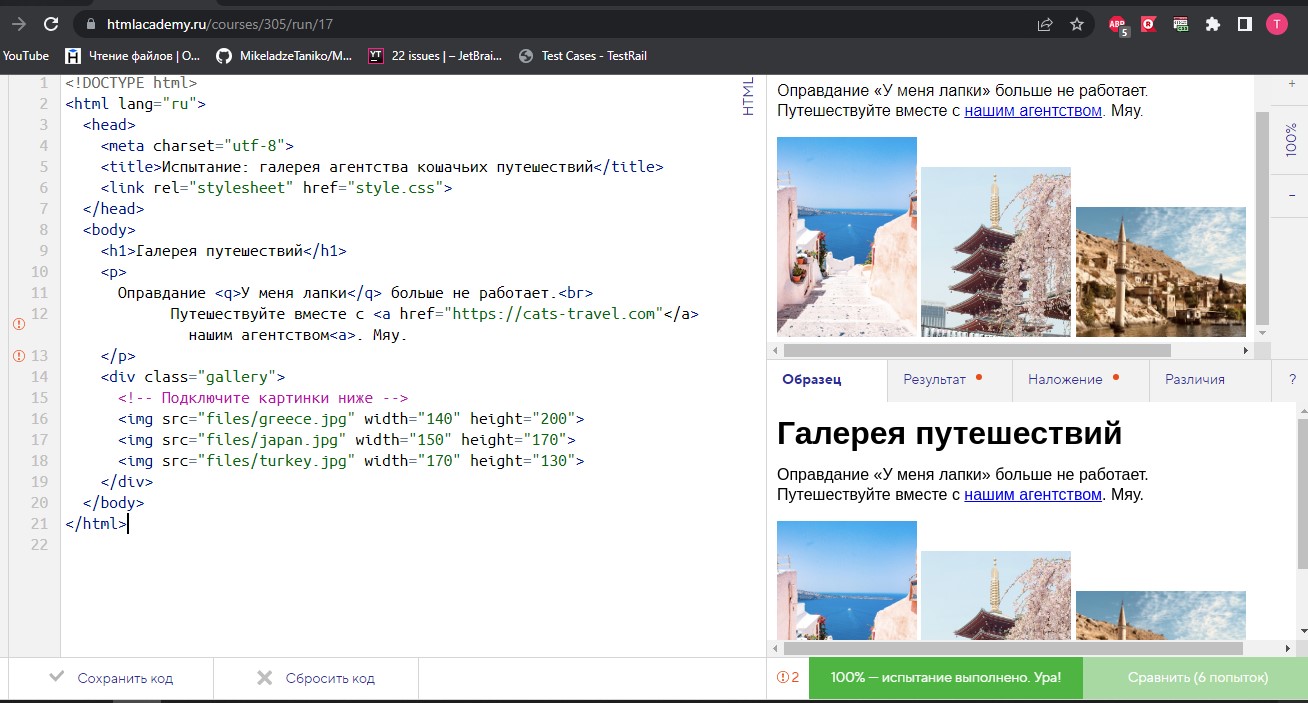 htmlacademy.ru/courses/305/run/17
ABP
5
T
YouTube
Чтение файлов | О...
MikeladzeTaniko/M...
YT
22 issues | – JetBrai...
Test Cases - TestRail
1 <!DOCTYPE html>
2 <html lang="ru">
3 <head>
4 <meta charset="utf-8">
5 <title>Испытание: галерея агентства кошачьих путешествий</title>
6 <link rel="stylesheet" href="style.css">
7 </head>
8 <body>
9 <h1>Галерея путешествий</h1>
10 <p>
11 Оправдание <q>У меня лапки</q> больше не работает.<br>
12 Путешествуйте вместе с <a href="https://cats-travel.com"</a>
нашим агентством<a>. Мяу.
13 </p>
14 <div class="gallery">
15 <!-- Подключите картинки ниже -->
16 <img src="files/greece.jpg" width="140" height="200">
17 <img src="files/japan.jpg" width="150" height="170">
18 <img src="files/turkey.jpg" width="170" height="130">
19 </div>
20 </body>
21 </html>
22
HTML
Сохранить код
Сбросить код
Оправдание «У меня лапки» больше не работает.
Путешествуйте вместе с нашим агентством. Мяу.
+
100%
−
Образец
Результат
Наложение
Различия
?
Галерея путешествий
Оправдание «У меня лапки» больше не работает.
Путешествуйте вместе с нашим агентством. Мяу.
2
100% — испытание выполнено. Ура!
Сравнить (6 попыток)